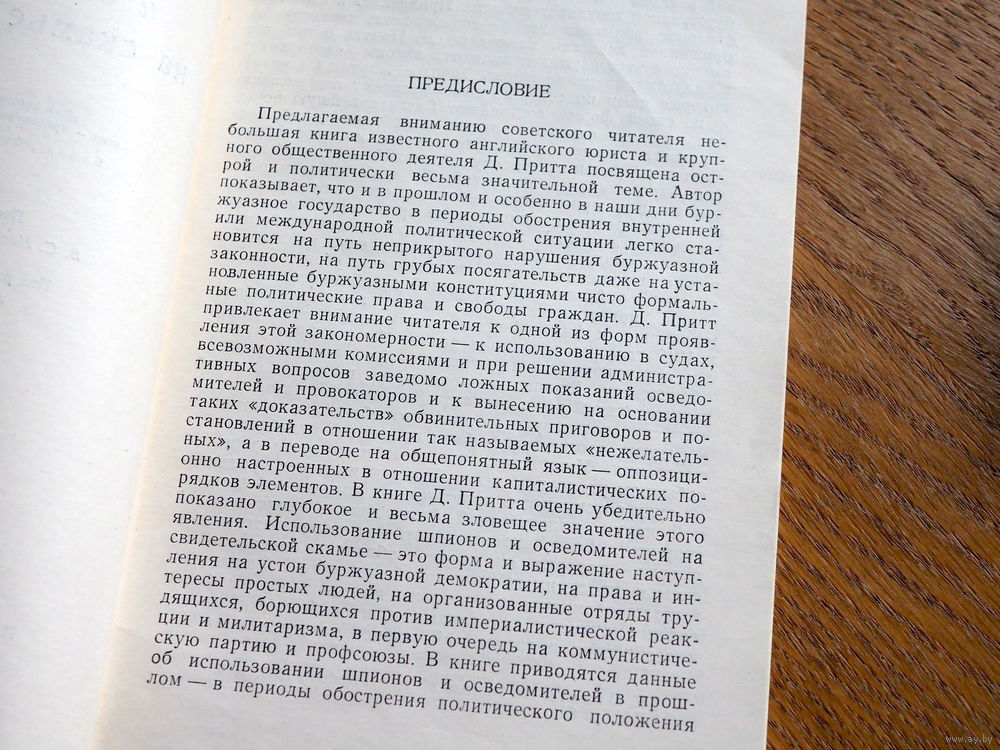 ПРЕДИСЛОВИЕ
Предлагаемая вниманию советского читателя не-
большая книга известного английского юриста и круп-
ного общественного деятеля Д. Притта посвящена ост-
рой и политически весьма значительной теме. Автор
показывает, что и в прошлом и особенно в наши дни бур-
жуазное государство в периоды обострения внутренней
или международной политической ситуации легко ста-
новится на путь неприкрытого нарушения буржуазной
законности, на путь грубых посягательств даже на уста-
новленные буржуазными конституциями чисто формаль-
ные политические права и свободы граждан. Д. Притт
привлекает внимание читателя к одной из форм прояв-
ления этой закономерности — к использованию в судах,
всевозможными комиссиями и при решении администра-
тивных вопросов заведомо ложных показаний осведо-
мителей и провокаторов и к вынесению на основании
таких «доказательств» обвинительных приговоров и по-
становлений в отношении так называемых «нежелатель-
ных», а в переводе на общепонятный язык — оппозици-
онно настроенных в отношении капиталистических по-
рядков элементов. В книге Д. Притта очень убедительно
показано глубокое и весьма зловещее значение этого
явления. Использование шпионов и осведомителей на
свидетельской скамье — это форма и выражение наступ-
ления на устои буржуазной демократии, на права и ин-
тересы простых людей, на организованные отряды тру-
дящихся, борющихся против империалистической реак-
ции и милитаризма, в первую очередь на коммунистиче-
скую партию и профсоюзы. В книге приводятся данные
об использовании шпионов и осведомителей в прош-
лом — в периоды обострения политического положения
www.ay.by